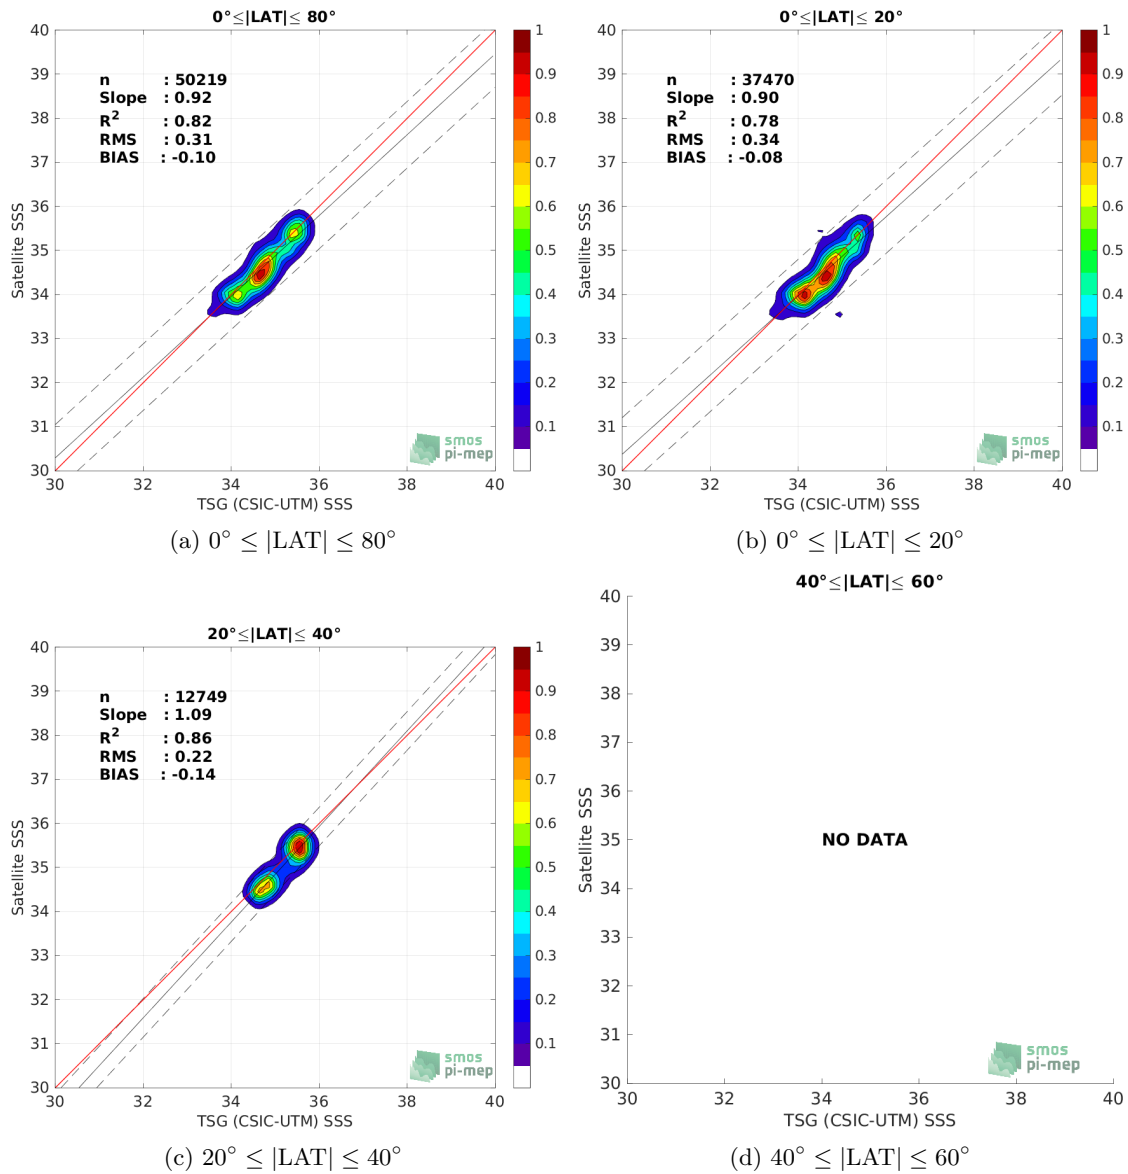 0°≤|LAT|≤ 80°
40
39
38
37
36
35
34
33
32
31
30
Satellite SSS
n : 50219
Slope : 0.92
R² : 0.82
RMS : 0.31
BIAS : -0.10
1
0.9
0.8
0.7
0.6
0.5
0.4
0.3
0.2
0.1
smos
pi-mep
30 32 34 36 38 40
TSG (CSIC-UTM) SSS
(a) 0° ≤ |LAT| ≤ 80°
0°≤|LAT|≤ 20°
40
39
38
37
36
35
34
33
32
31
30
Satellite SSS
n : 37470
Slope : 0.90
R² : 0.78
RMS : 0.34
BIAS : -0.08
1
0.9
0.8
0.7
0.6
0.5
0.4
0.3
0.2
0.1
smos
pi-mep
30 32 34 36 38 40
TSG (CSIC-UTM) SSS
(b) 0° ≤ |LAT| ≤ 20°
20°≤|LAT|≤ 40°
40
39
38
37
36
35
34
33
32
31
30
Satellite SSS
n : 12749
Slope : 1.09
R² : 0.86
RMS : 0.22
BIAS : -0.14
1
0.9
0.8
0.7
0.6
0.5
0.4
0.3
0.2
0.1
smos
pi-mep
30 32 34 36 38 40
TSG (CSIC-UTM) SSS
(c) 20° ≤ |LAT| ≤ 40°
40°≤|LAT|≤ 60°
40
39
38
37
36
35
34
33
32
31
30
Satellite SSS
NO DATA
smos
pi-mep
30 32 34 36 38 40
TSG (CSIC-UTM) SSS
(d) 40° ≤ |LAT| ≤ 60°